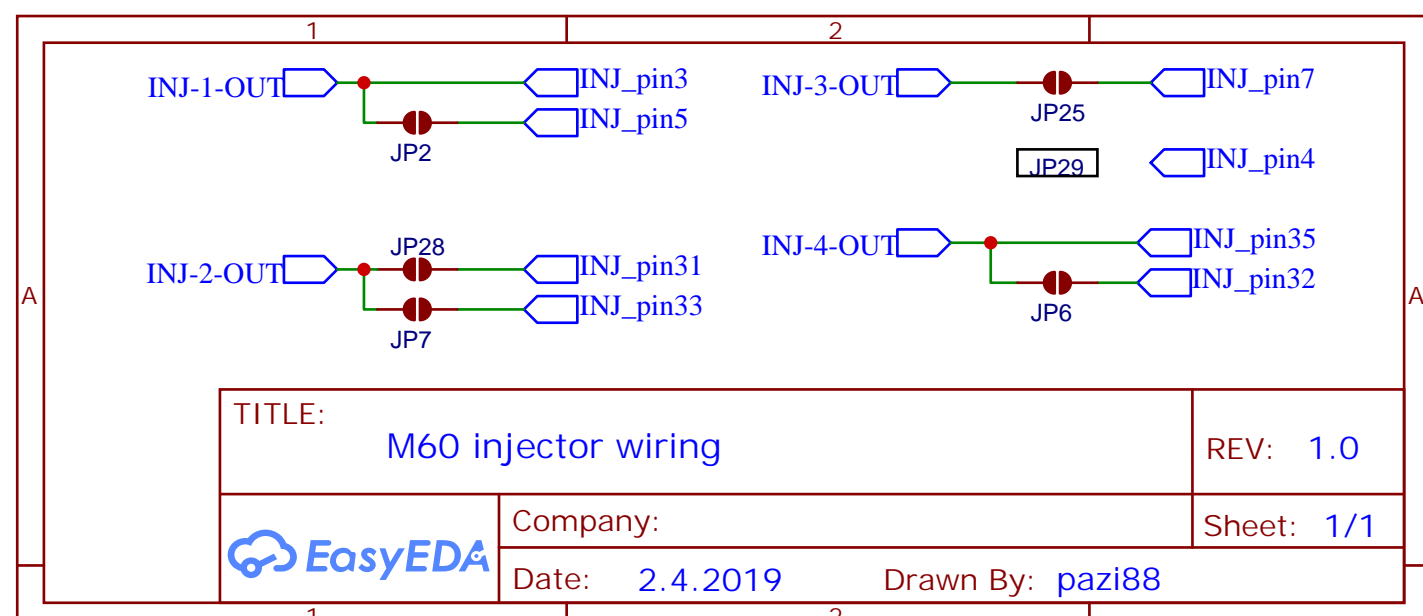 1 2
INJ-1-OUT INJ_pin3
INJ_pin5
JP2
INJ-3-OUT INJ_pin7
JP25
JP29 INJ_pin4
INJ-2-OUT JP28 INJ_pin31
JP7 INJ_pin33
INJ-4-OUT INJ_pin35
JP6 INJ_pin32
A A
TITLE:
M60 injector wiring
REV: 1.0
EasyEDA
Company:
Sheet: 1/1
Date: 2.4.2019 Drawn By: pazi88
1 2